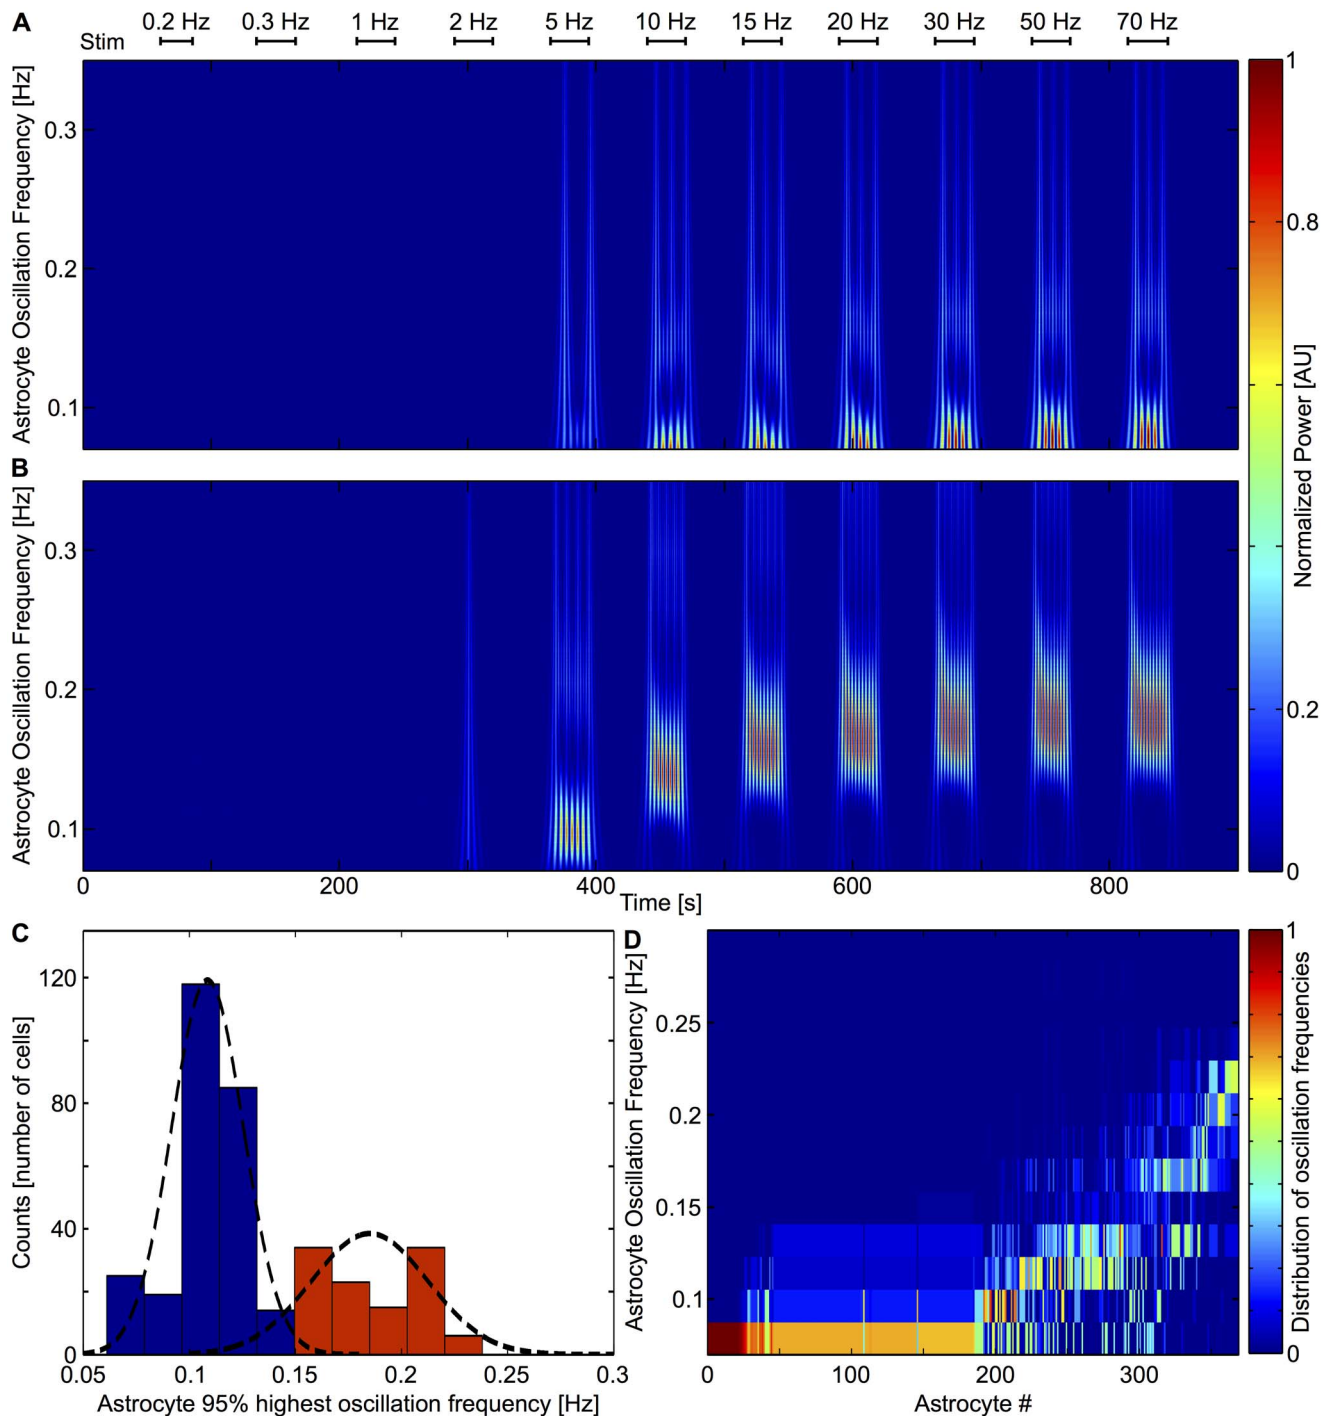 A
0.2 Hz 0.3 Hz 1 Hz 2 Hz 5 Hz 10 Hz 15 Hz 20 Hz 30 Hz 50 Hz 70 Hz
Stim
Astrocyte Oscillation Frequency [Hz]
0.3
0.2
0.1
B
Astrocyte Oscillation Frequency [Hz]
0.3
0.2
0.1
0 200 400 600 800
Time [s]
1
0.8
Normalized Power [AU]
0.2
0
C
Counts [number of cells]
120
80
40
0
0.05 0.1 0.15 0.2 0.25 0.3
Astrocyte 95% highest oscillation frequency [Hz]
D
Astrocyte Oscillation Frequency [Hz]
0.25
0.2
0.15
0.1
0 100 200 300
Astrocyte #
1
Distribution of oscillation frequencies
0